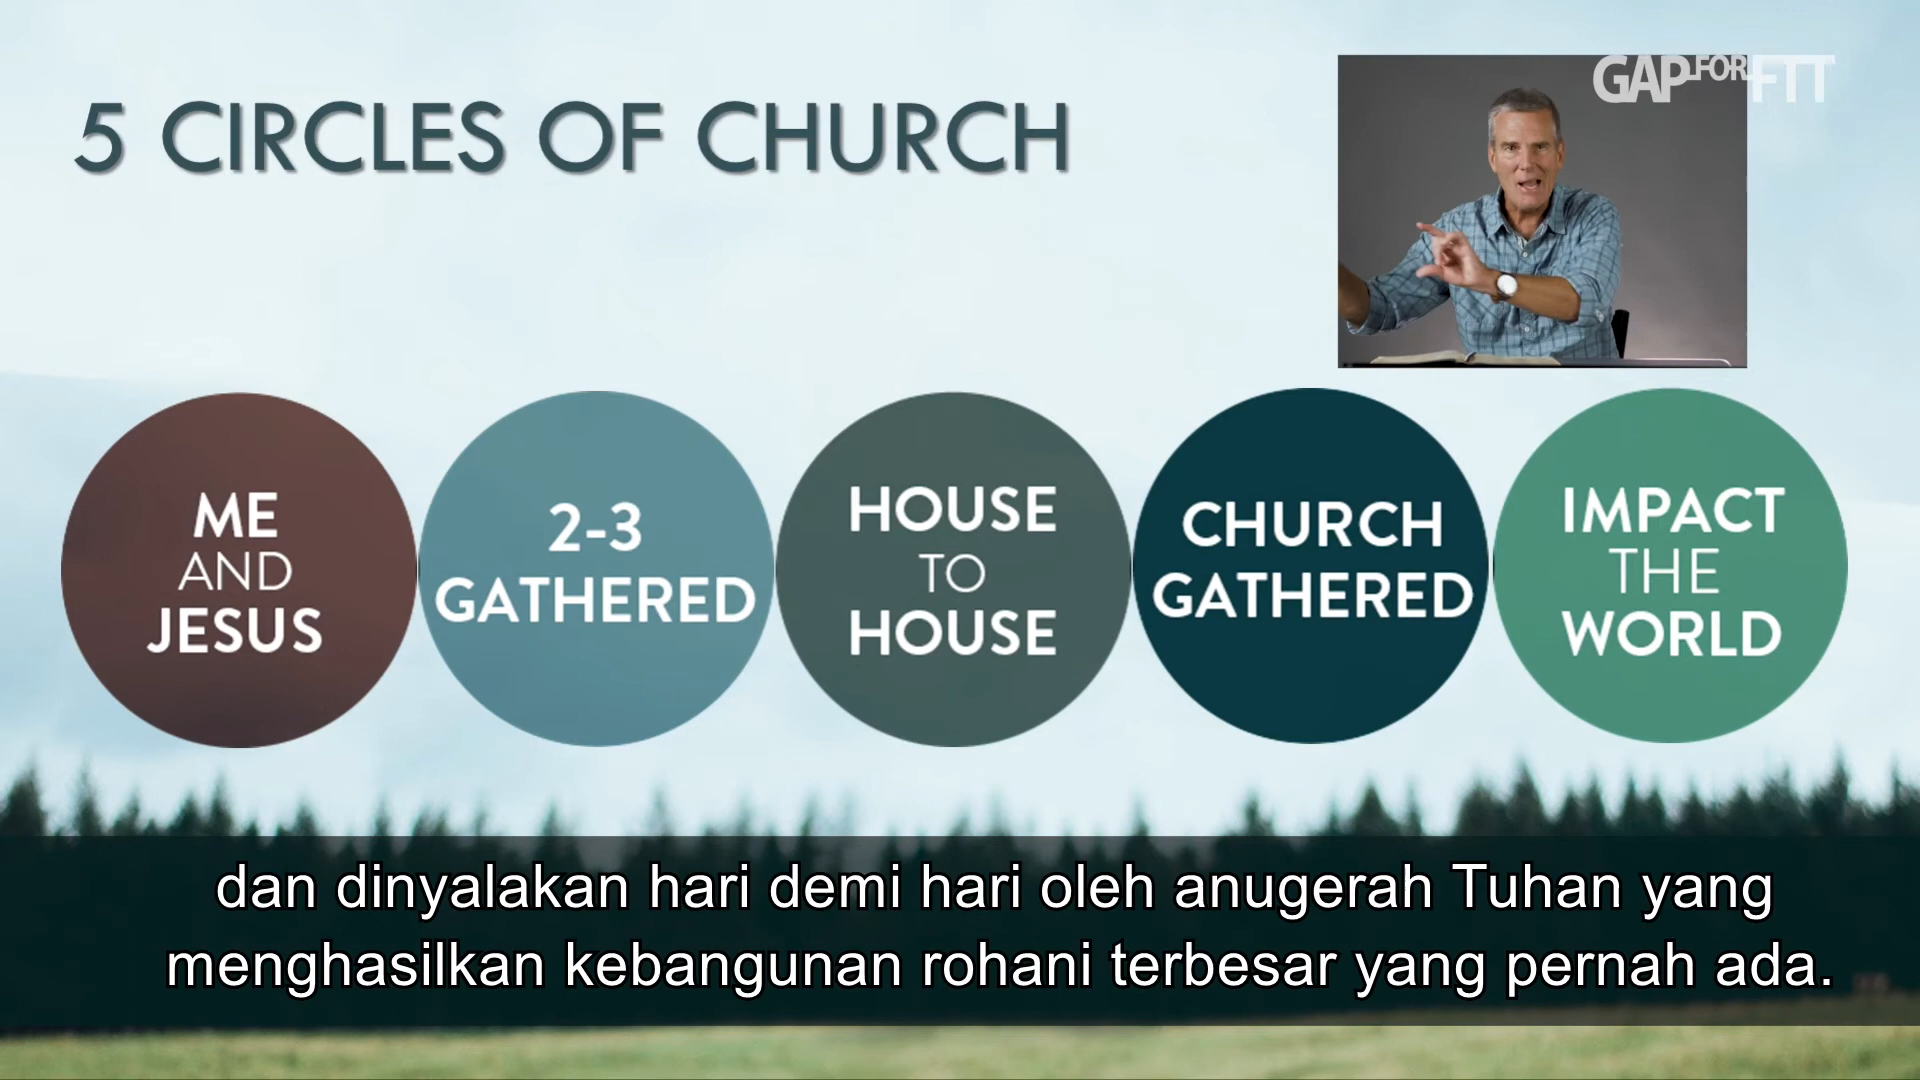 GAP FOR FTT
5 CIRCLES OF CHURCH
ME
AND
JESUS
2-3
GATHERED
HOUSE
TO
HOUSE
CHURCH
GATHERED
IMPACT
THE
WORLD
dan dinyalakan hari demi hari oleh anugerah Tuhan yang
menghasilkan kebangunan rohani terbesar yang pernah ada.